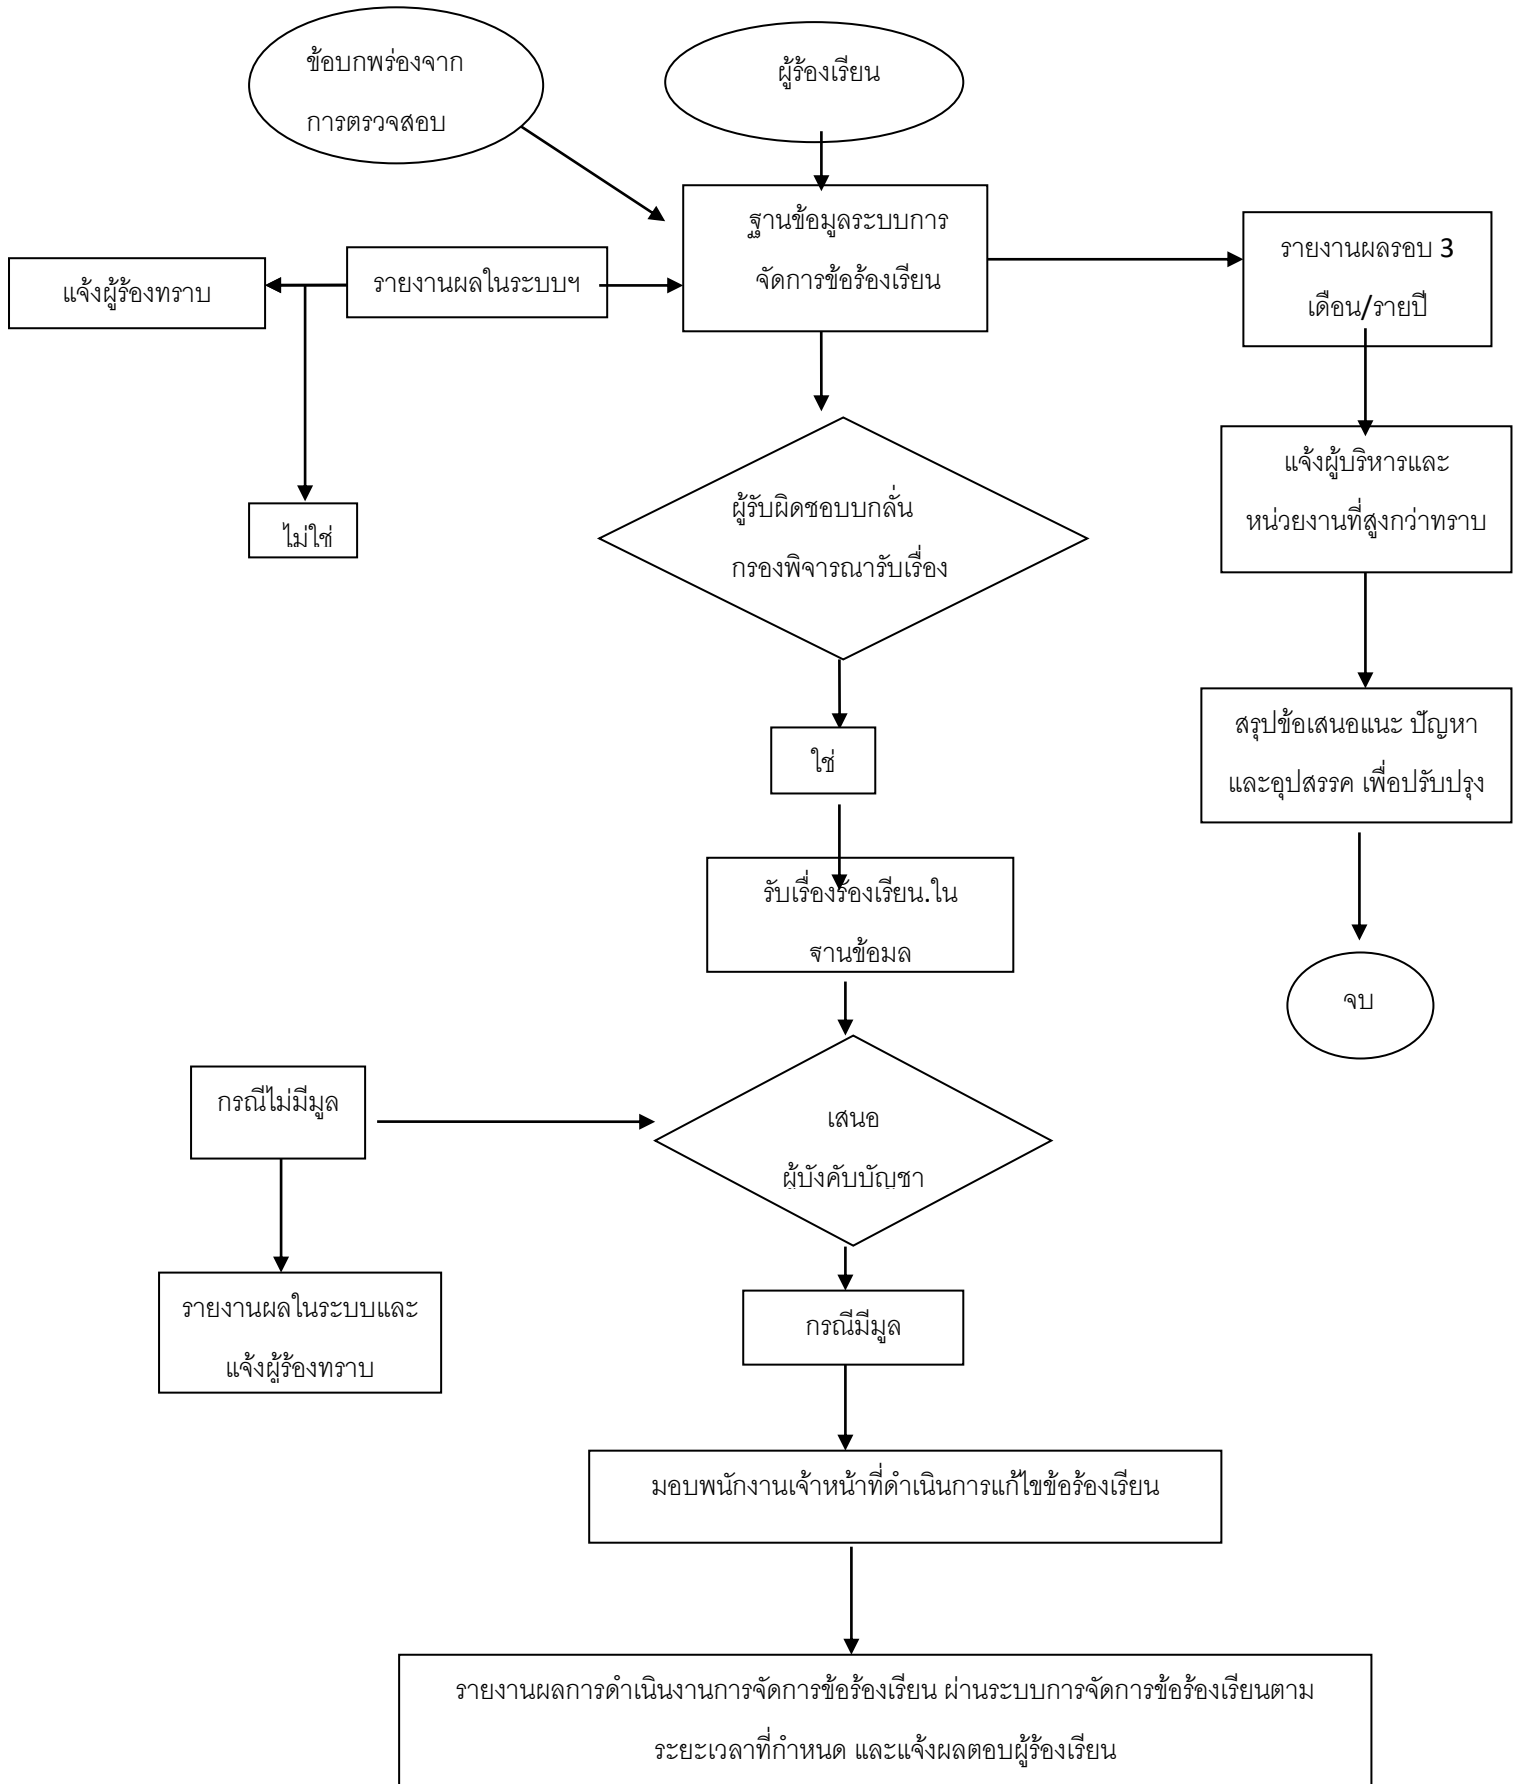 ข้อบกพร่องจาก
การตรวจสอบ
ผู้ร้องเรียน
ฐานข้อมูลระบบการ
จัดการข้อร้องเรียน
รายงานผลรอบ 3
เดือน/รายปี
แจ้งผู้ร้องทราบ
รายงานผลในระบบฯ
แจ้งผู้บริหารและ
หน่วยงานที่สูงกว่าทราบ
ไม่ใช่
ผู้รับผิดชอบบกลั่น
กรองพิจารณารับเรื่อง
ใช่
สรุปข้อเสนอแนะ ปัญหา
และอุปสรรค เพื่อปรับปรุง
รับเรื่องร้องเรียน.ใน
ฐานข้อมูล
จบ
กรณีไม่มีมูล
เสนอ
ผู้บังคับบัญชา
รายงานผลในระบบและ
แจ้งผู้ร้องทราบ
กรณีมีมูล
มอบพนักงานเจ้าหน้าที่ดำเนินการแก้ไขข้อร้องเรียน
รายงานผลการดำเนินงานการจัดการข้อร้องเรียน ผ่านระบบการจัดการข้อร้องเรียนตาม
ระยะเวลาที่กำหนด และแจ้งผลตอบผู้ร้องเรียน